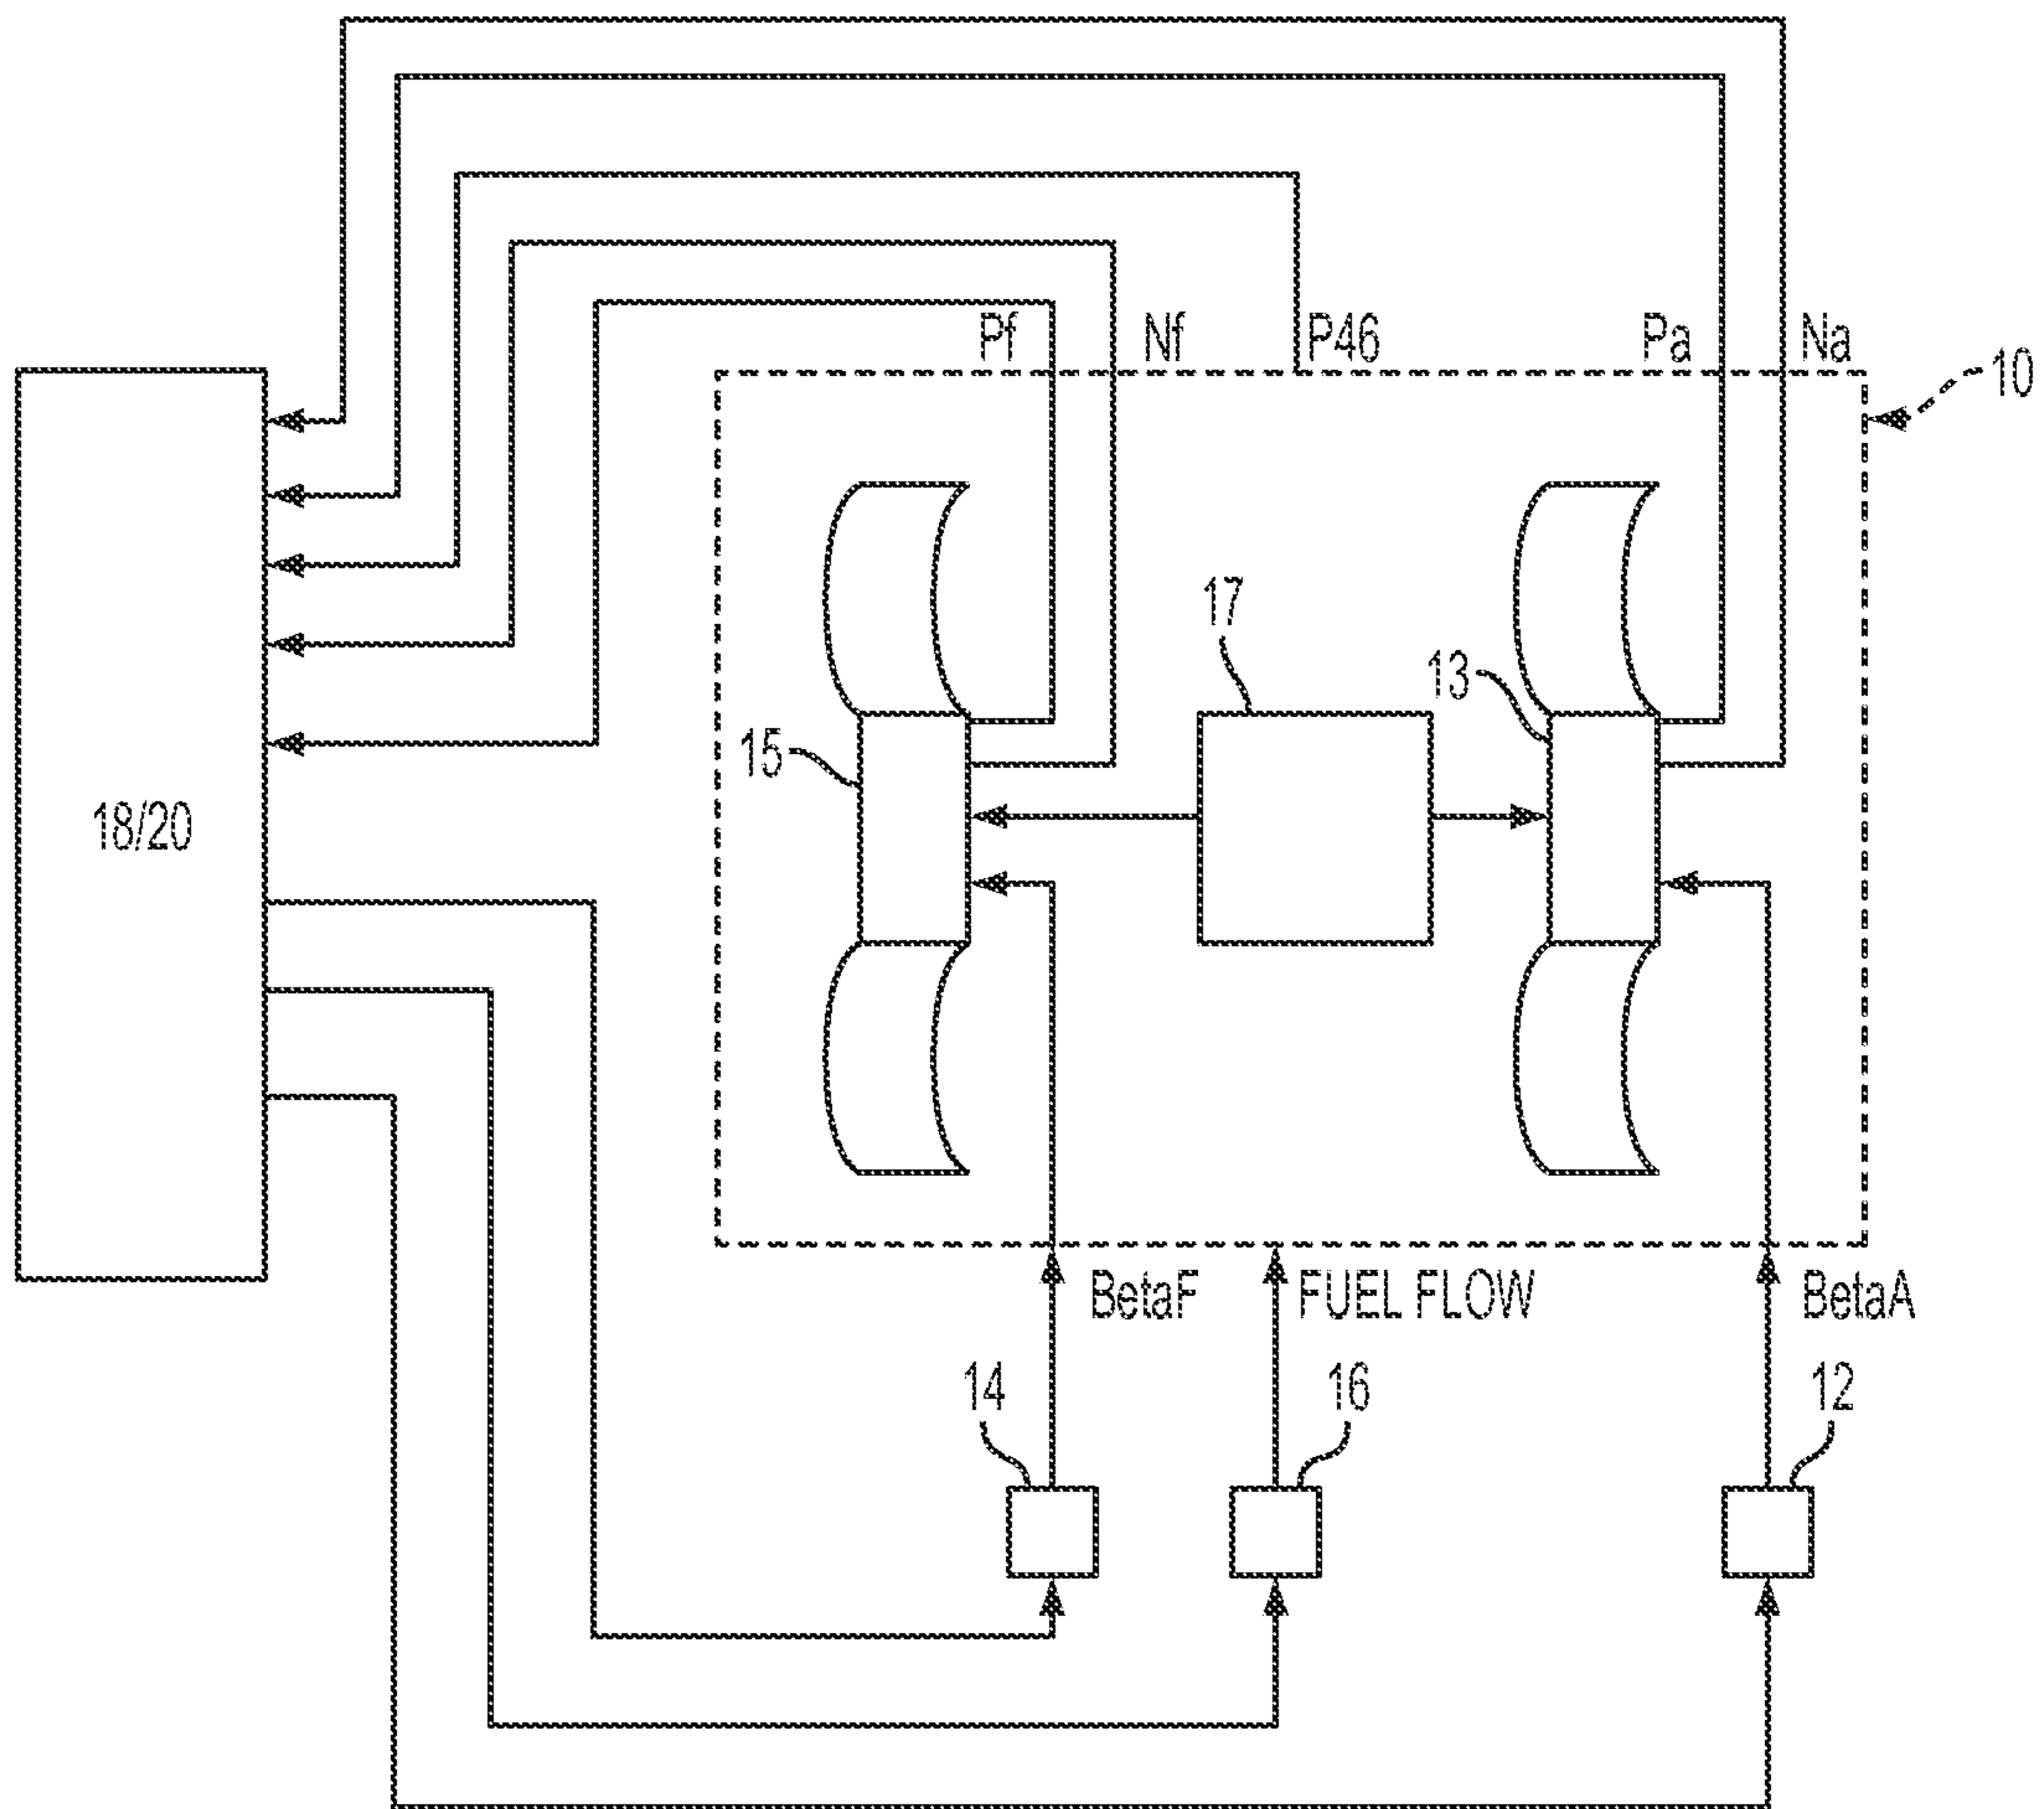 Pf Nf P46 Pa Na
10
17
13
15
18/20
BetaF FUEL FLOW BetaA
14 16 12